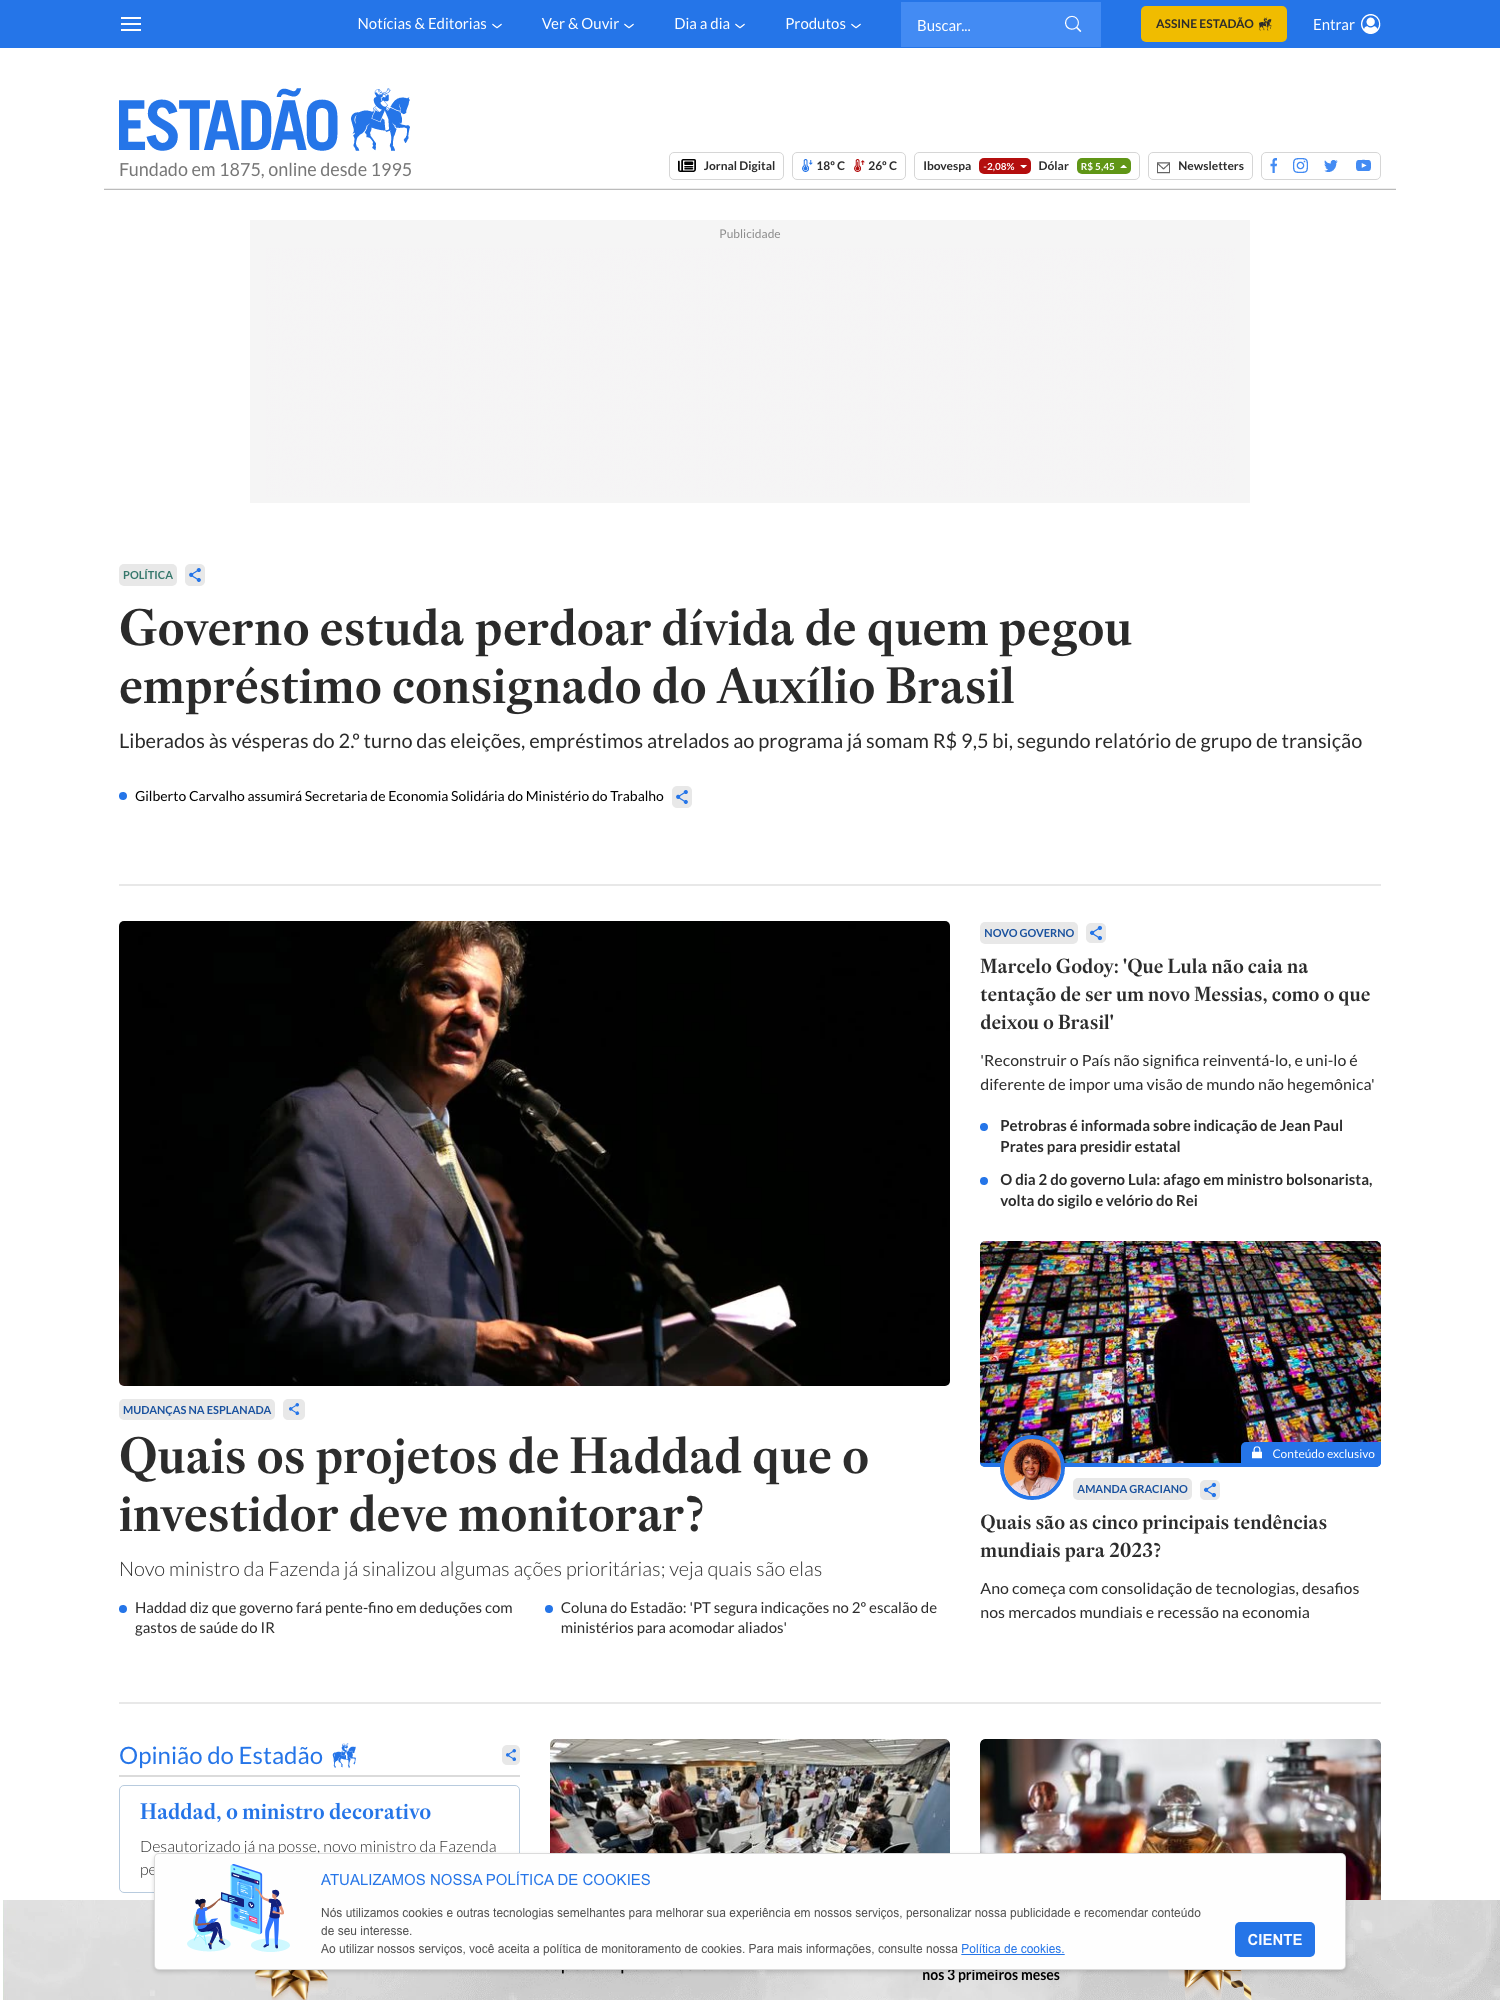 Notícias & Editorias
Ver & Ouvir
Dia a dia
Produtos
Buscar...
ASSINE ESTADÃO
Entrar
ESTADÃO
Fundado em 1875, online desde 1995
Jornal Digital
18º C
26º C
Ibovespa
-2,08%
Dólar
R$ 5,45
Newsletters
Publicidade
POLÍTICA
Governo estuda perdoar dívida de quem pegou
empréstimo consignado do Auxílio Brasil
Liberados às vésperas do 2.º turno das eleições, empréstimos atrelados ao programa já somam R$ 9,5 bi, segundo relatório de grupo de transição
Gilberto Carvalho assumirá Secretaria de Economia Solidária do Ministério do Trabalho
MUDANÇAS NA ESPLANADA
Quais os projetos de Haddad que o
investidor deve monitorar?
Novo ministro da Fazenda já sinalizou algumas ações prioritárias; veja quais são elas
Haddad diz que governo fará pente-fino em deduções com
gastos de saúde do IR
Coluna do Estadão: 'PT segura indicações no 2º escalão de
ministérios para acomodar aliados'
NOVO GOVERNO
Marcelo Godoy: 'Que Lula não caia na
tentação de ser um novo Messias, como o que
deixou o Brasil'
'Reconstruir o País não significa reinventá-lo, e uni-lo é
diferente de impor uma visão de mundo não hegemônica'
Petrobras é informada sobre indicação de Jean Paul
Prates para presidir estatal
O dia 2 do governo Lula: afago em ministro bolsonarista,
volta do sigilo e velório do Rei
Conteúdo exclusivo
AMANDA GRACIANO
Quais são as cinco principais tendências
mundiais para 2023?
Ano começa com consolidação de tecnologias, desafios
nos mercados mundiais e recessão na economia
Opinião do Estadão
Haddad, o ministro decorativo
Desautorizado já na posse, novo ministro da Fazenda
ATUALIZAMOS NOSSA POLÍTICA DE COOKIES
Nós utilizamos cookies e outras tecnologias semelhantes para melhorar sua experiência em nossos serviços, personalizar nossa publicidade e recomendar conteúdo
de seu interesse.
Ao utilizar nossos serviços, você aceita a política de monitoramento de cookies. Para mais informações, consulte nossa Política de cookies.
CIENTE
nos 3 primeiros meses